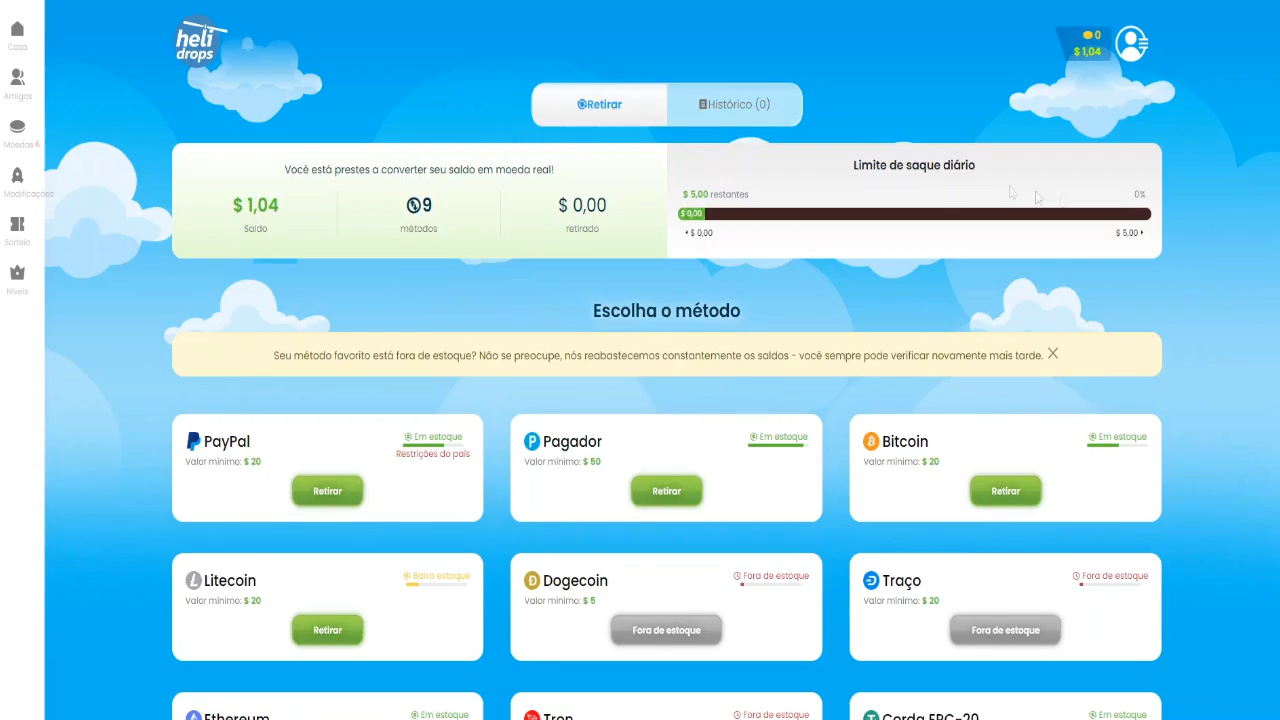 Casa
Amigos
Moedas 4
Modificações
Sorteio
Níveis
heli
drops
0
$ 1,04
Retirar
Histórico (0)
Você está prestes a converter seu saldo em moeda real!
$ 1,04
Saldo
9
métodos
$ 0,00
retirado
Limite de saque diário
$ 5,00 restantes
0%
$ 0,00
$ 0,00
$ 5,00
Escolha o método
Seu método favorito está fora de estoque? Não se preocupe, nós reabastecemos constantemente os saldos - você sempre pode verificar novamente mais tarde.
PayPal
Em estoque
Restrições do país
Valor mínimo: $ 20
Retirar
Pagador
Em estoque
Valor mínimo: $ 50
Retirar
Bitcoin
Em estoque
Valor mínimo: $ 20
Retirar
Litecoin
Baixo estoque
Valor mínimo: $ 20
Retirar
Dogecoin
Fora de estoque
Valor mínimo: $ 5
Fora de estoque
Traço
Fora de estoque
Valor mínimo: $ 20
Fora de estoque
Ethereum
Em estoque
Tron
Fora de estoque
Corda ERC-20
Em estoque